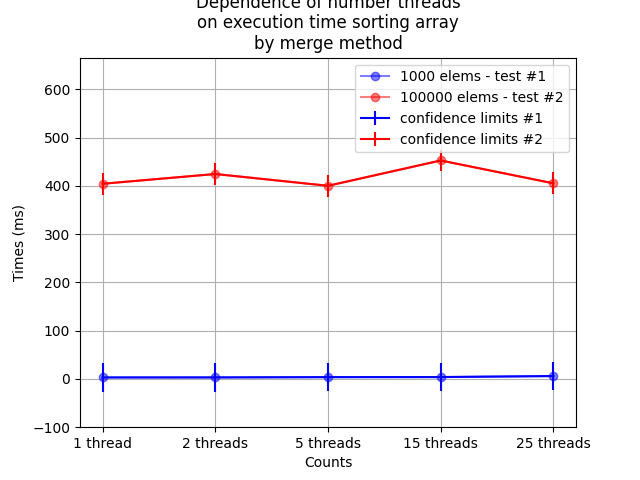 Dependence of number threads
on execution time sorting array
by merge method
1000 elems - test #1
100000 elems - test #2
confidence limits #1
confidence limits #2
600
500
400
300
200
100
0
−100
Times (ms)
1 thread 2 threads 5 threads 15 threads 25 threads
Counts